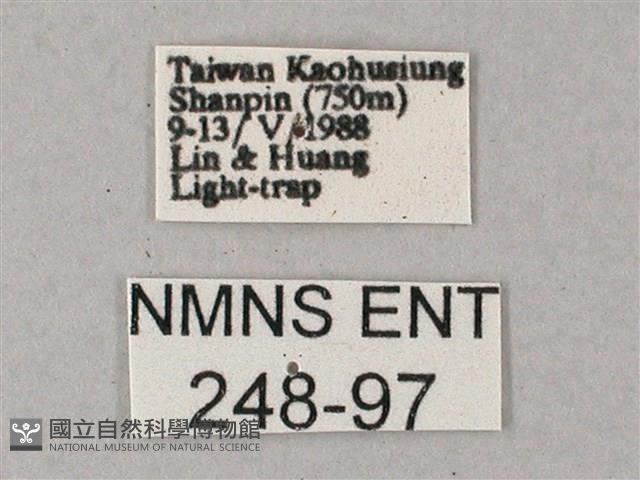 Taiwan Kaohusiung
Shanpin (750m)
9-13/ V/ 1988
Lin & Huang
Light-trap
NMNS ENT
248-97
國立自然科學博物館
NATIONAL MUSEUM OF NATURAL SCIENCE